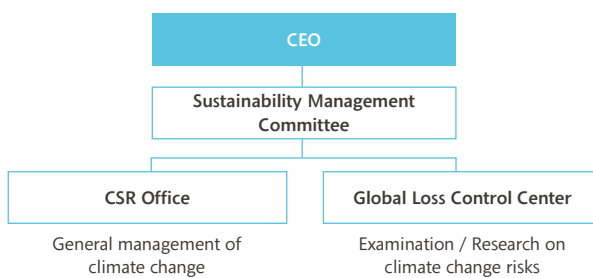 CEO
Sustainability Management
Committee
CSR Office
Global Loss Control Center
General management of
climate change
Examination / Research on
climate change risks